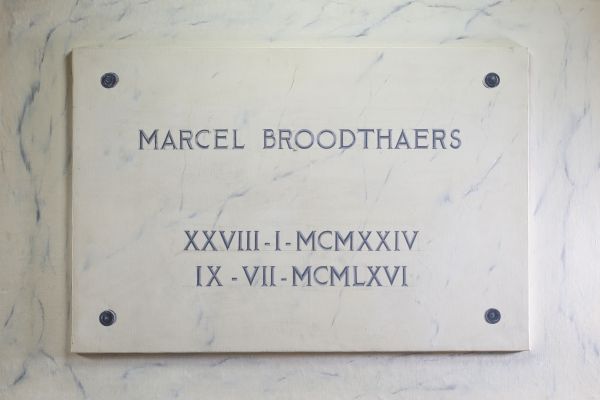 MARCEL BROODTHAERS
XXVIII-I-MCMXXIV
IX-VII-MCMLXVI